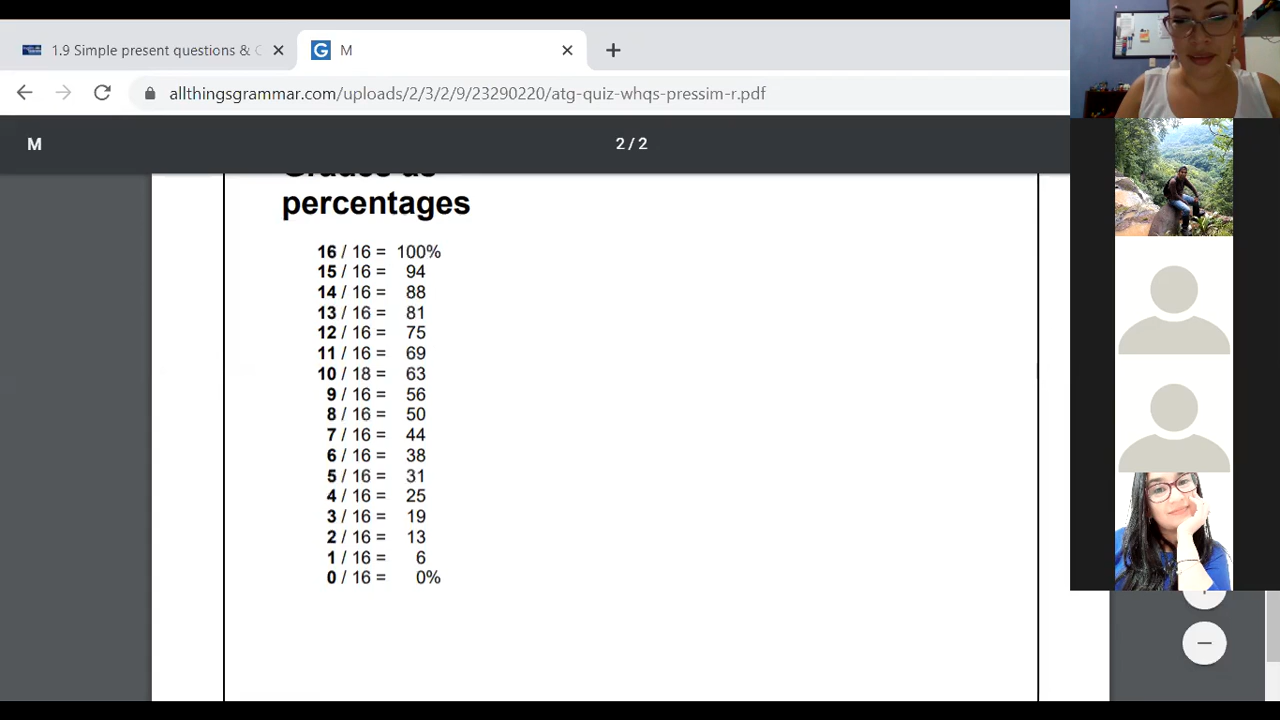 1.9 Simple present questions &
M
allthingsgrammar.com/uploads/2/3/2/9/23290220/atg-quiz-whqs-pressim-r.pdf
M
2 / 2
percentages
16 / 16 = 100%
15 / 16 = 94
14 / 16 = 88
13 / 16 = 81
12 / 16 = 75
11 / 16 = 69
10 / 18 = 63
9 / 16 = 56
8 / 16 = 50
7 / 16 = 44
6 / 16 = 38
5 / 16 = 31
4 / 16 = 25
3 / 16 = 19
2 / 16 = 13
1 / 16 = 6
0 / 16 = 0%